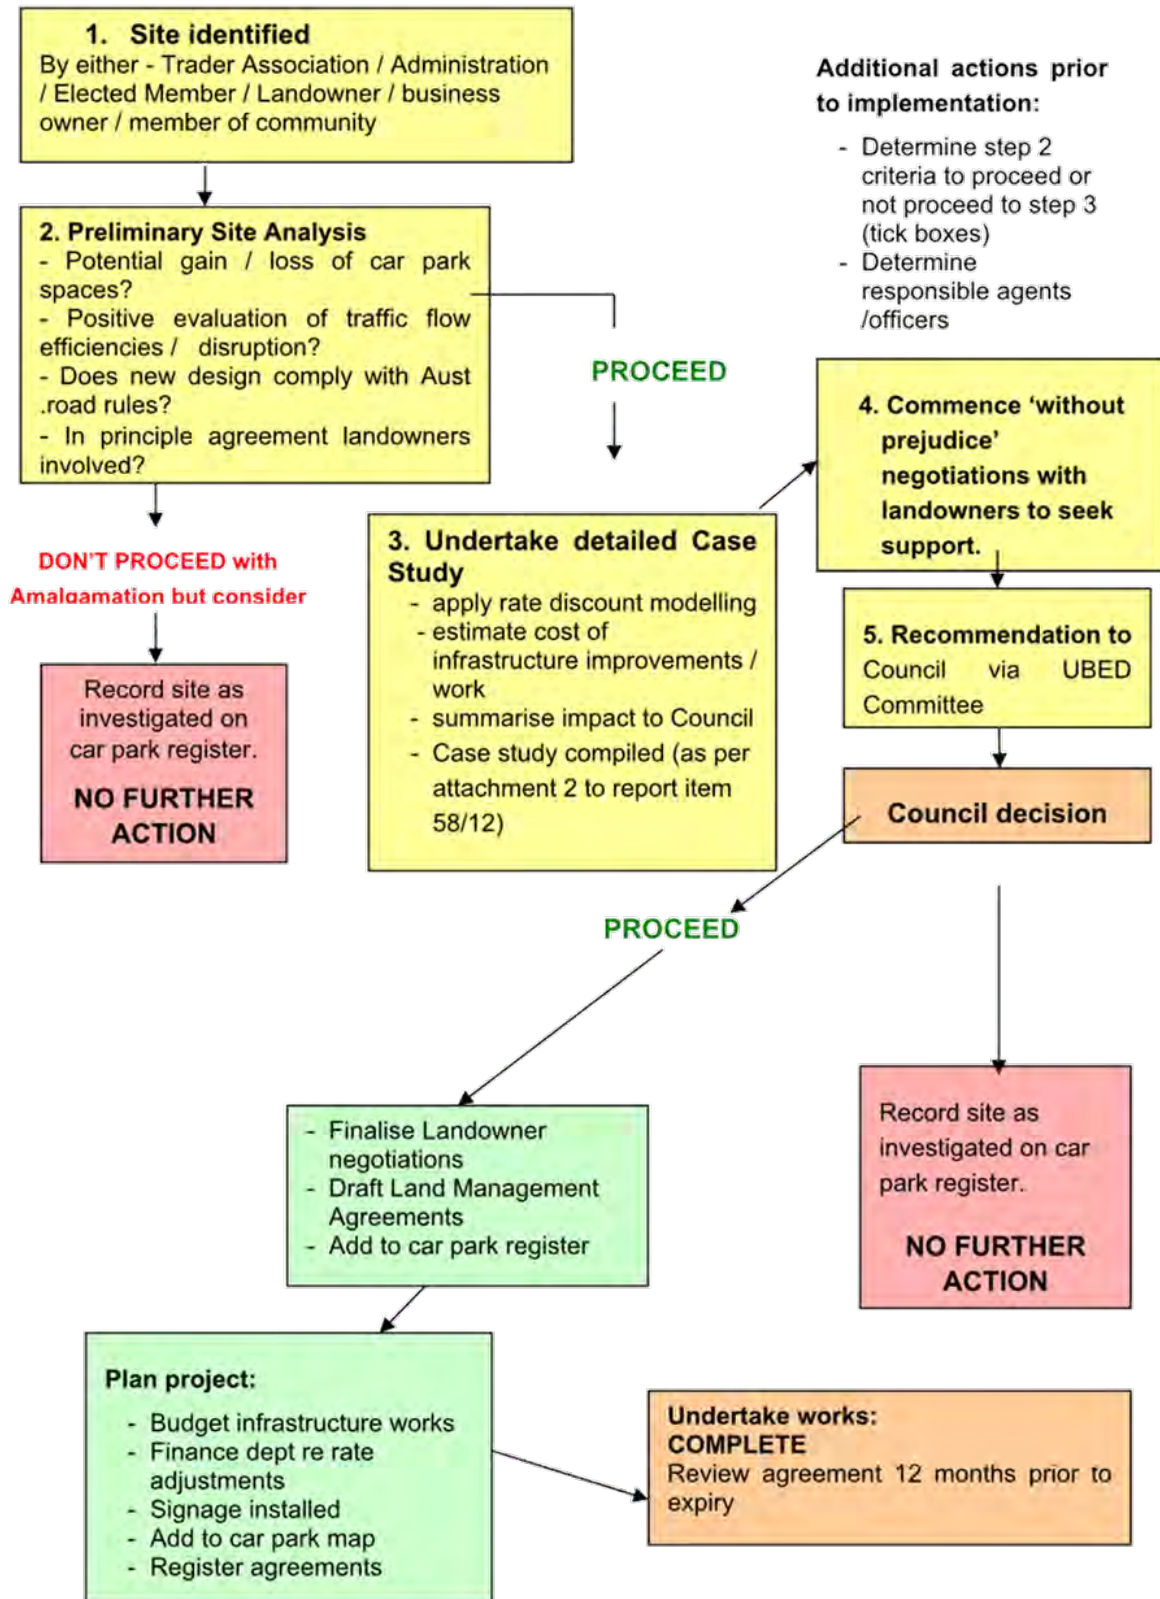 1. Site identified
By either - Trader Association / Administration
/ Elected Member / Landowner / business
owner / member of community
Additional actions prior
to implementation:
- Determine step 2
criteria to proceed or
not proceed to step 3
(tick boxes)
- Determine
responsible agents
/officers
2. Preliminary Site Analysis
- Potential gain / loss of car park
spaces?
- Positive evaluation of traffic flow
efficiencies / disruption?
- Does new design comply with Aust
.road rules?
- In principle agreement landowners
involved?
PROCEED
DON'T PROCEED with
Amalgamation but consider
Record site as
investigated on
car park register.
NO FURTHER
ACTION
3. Undertake detailed Case
Study
- apply rate discount modelling
- estimate cost of
infrastructure improvements /
work
- summarise impact to Council
- Case study compiled (as per
attachment 2 to report item
58/12)
4. Commence ‘without
prejudice’
negotiations with
landowners to seek
support.
5. Recommendation to
Council via UBED
Committee
Council decision
PROCEED
Record site as
investigated on car
park register.
NO FURTHER
ACTION
- Finalise Landowner
negotiations
- Draft Land Management
Agreements
- Add to car park register
Plan project:
- Budget infrastructure works
- Finance dept re rate
adjustments
- Signage installed
- Add to car park map
- Register agreements
Undertake works:
COMPLETE
Review agreement 12 months prior to
expiry